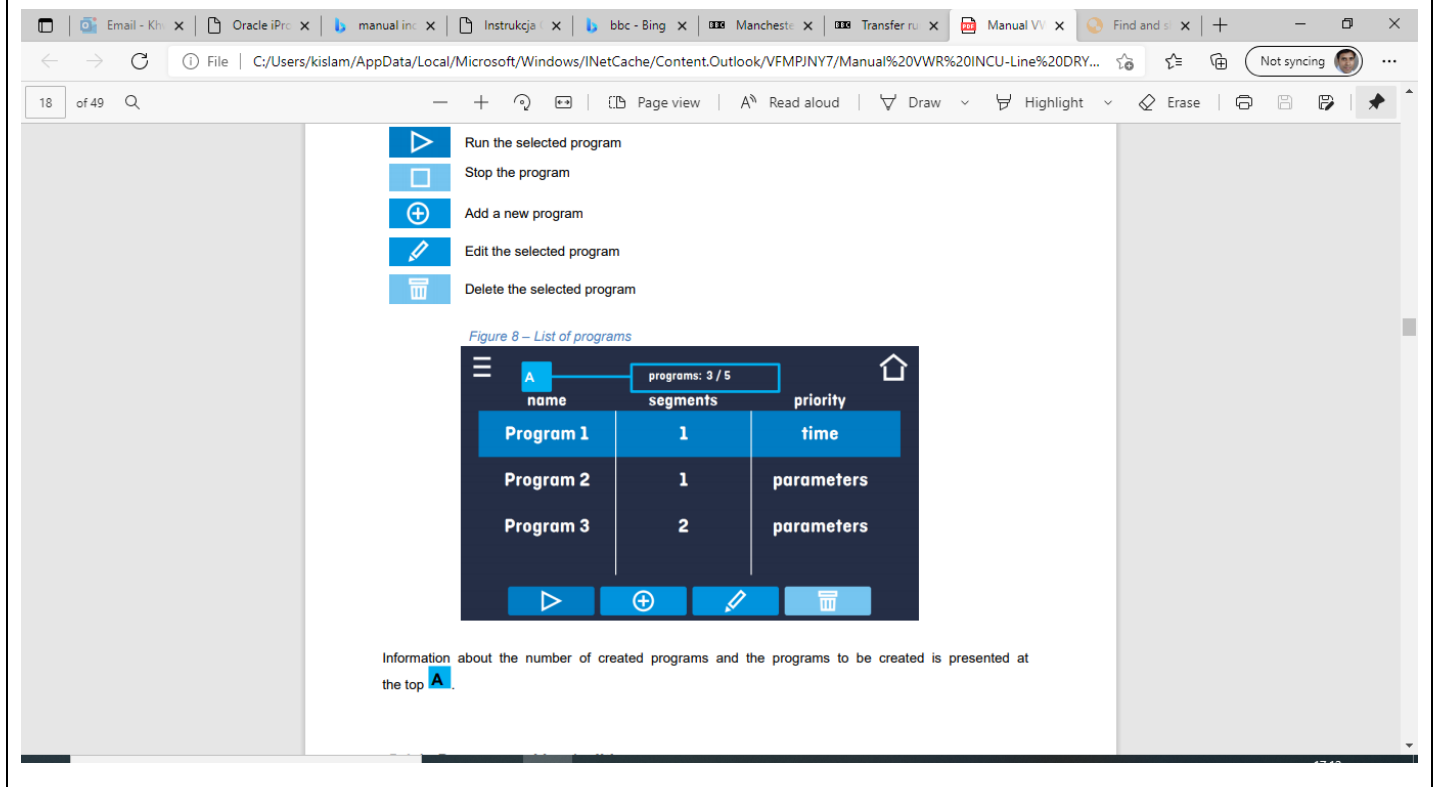 Email - Kh
Oracle iPro
manual inc
Instrukcja
bbc - Bing
Mancheste
Transfer ru
Manual VV
Find and s
File
C:/Users/kislam/AppData/Local/Microsoft/Windows/INetCache/Content.Outlook/VFMPJNY7/Manual%20VWR%20INCU-Line%20DRY...
Not syncing
18 of 49
Page view
Read aloud
Draw
Highlight
Erase
Run the selected program
Stop the program
Add a new program
Edit the selected program
Delete the selected program
Figure 8 – List of programs
A
programs: 3 / 5
name segments priority
Program 1 1 time
Program 2 1 parameters
Program 3 2 parameters
Information about the number of created programs and the programs to be created is presented at
the top A .